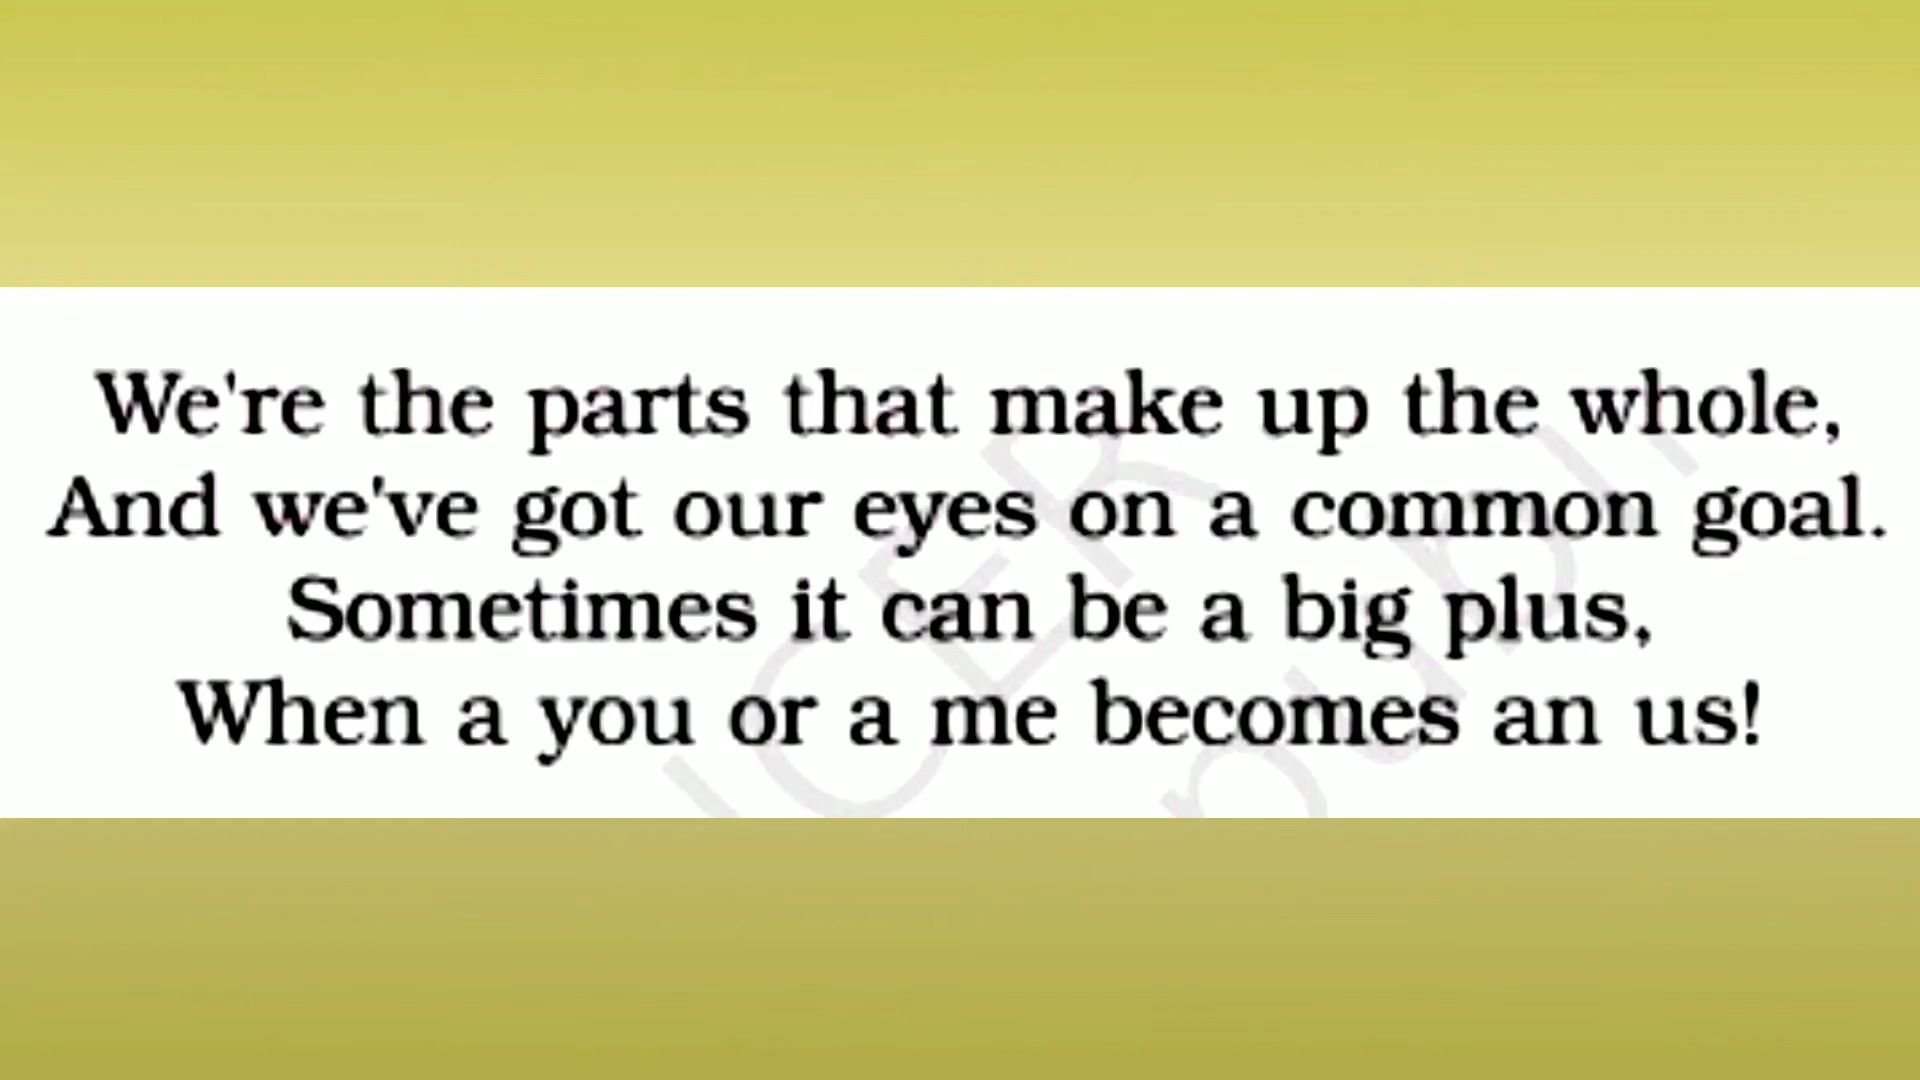 We're the parts that make up the whole,
And we've got our eyes on a common goal.
Sometimes it can be a big plus,
When a you or a me becomes an us!